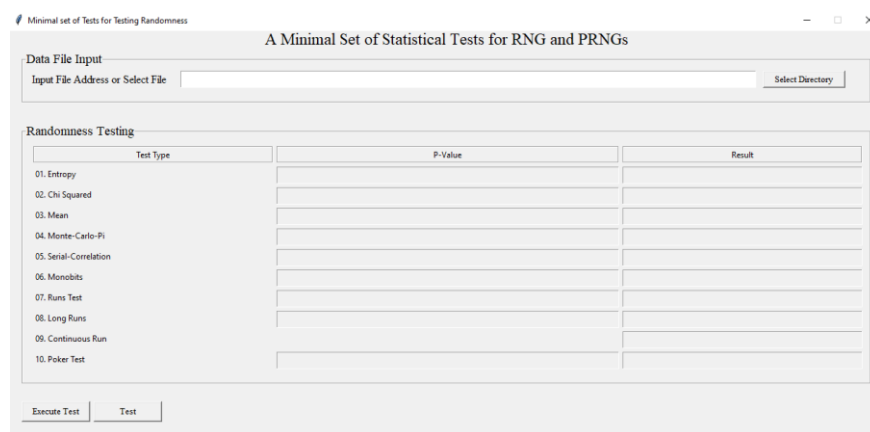 Minimal set of Tests for Testing Randomness
A Minimal Set of Statistical Tests for RNG and PRNGs
Data File Input
Input File Address or Select File Select Directory
Randomness Testing
Test Type P-Value Result
01. Entropy
02. Chi Squared
03. Mean
04. Monte-Carlo-Pi
05. Serial-Correlation
06. Monobits
07. Runs Test
08. Long Runs
09. Continuous Run
10. Poker Test
Execute Test Test